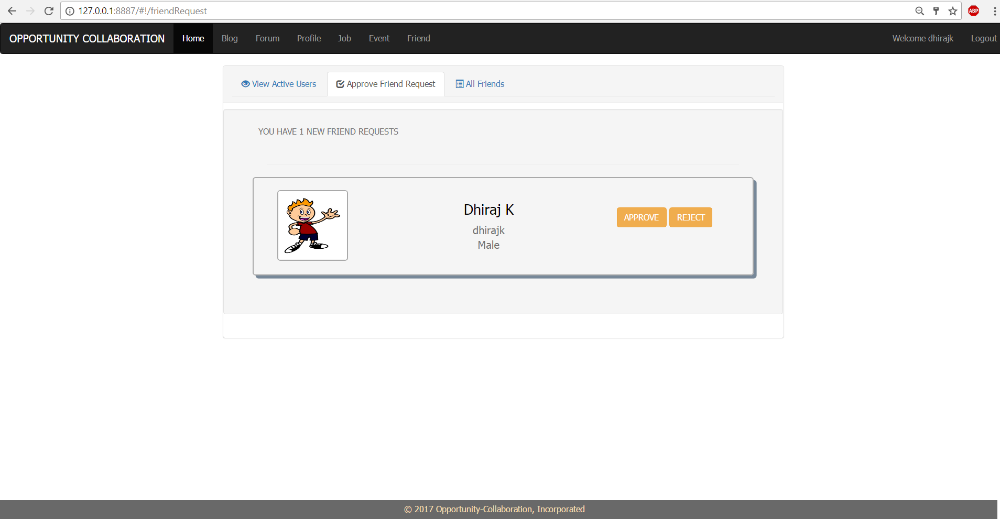 127.0.0.1:8887/#!/friendRequest
ABP
OPPORTUNITY COLLABORATION Home Blog Forum Profile Job Event Friend Welcome dhirajk Logout
View Active Users Approve Friend Request All Friends
YOU HAVE 1 NEW FRIEND REQUESTS
Dhiraj K
dhirajk
Male
APPROVE REJECT
© 2017 Opportunity-Collaboration, Incorporated